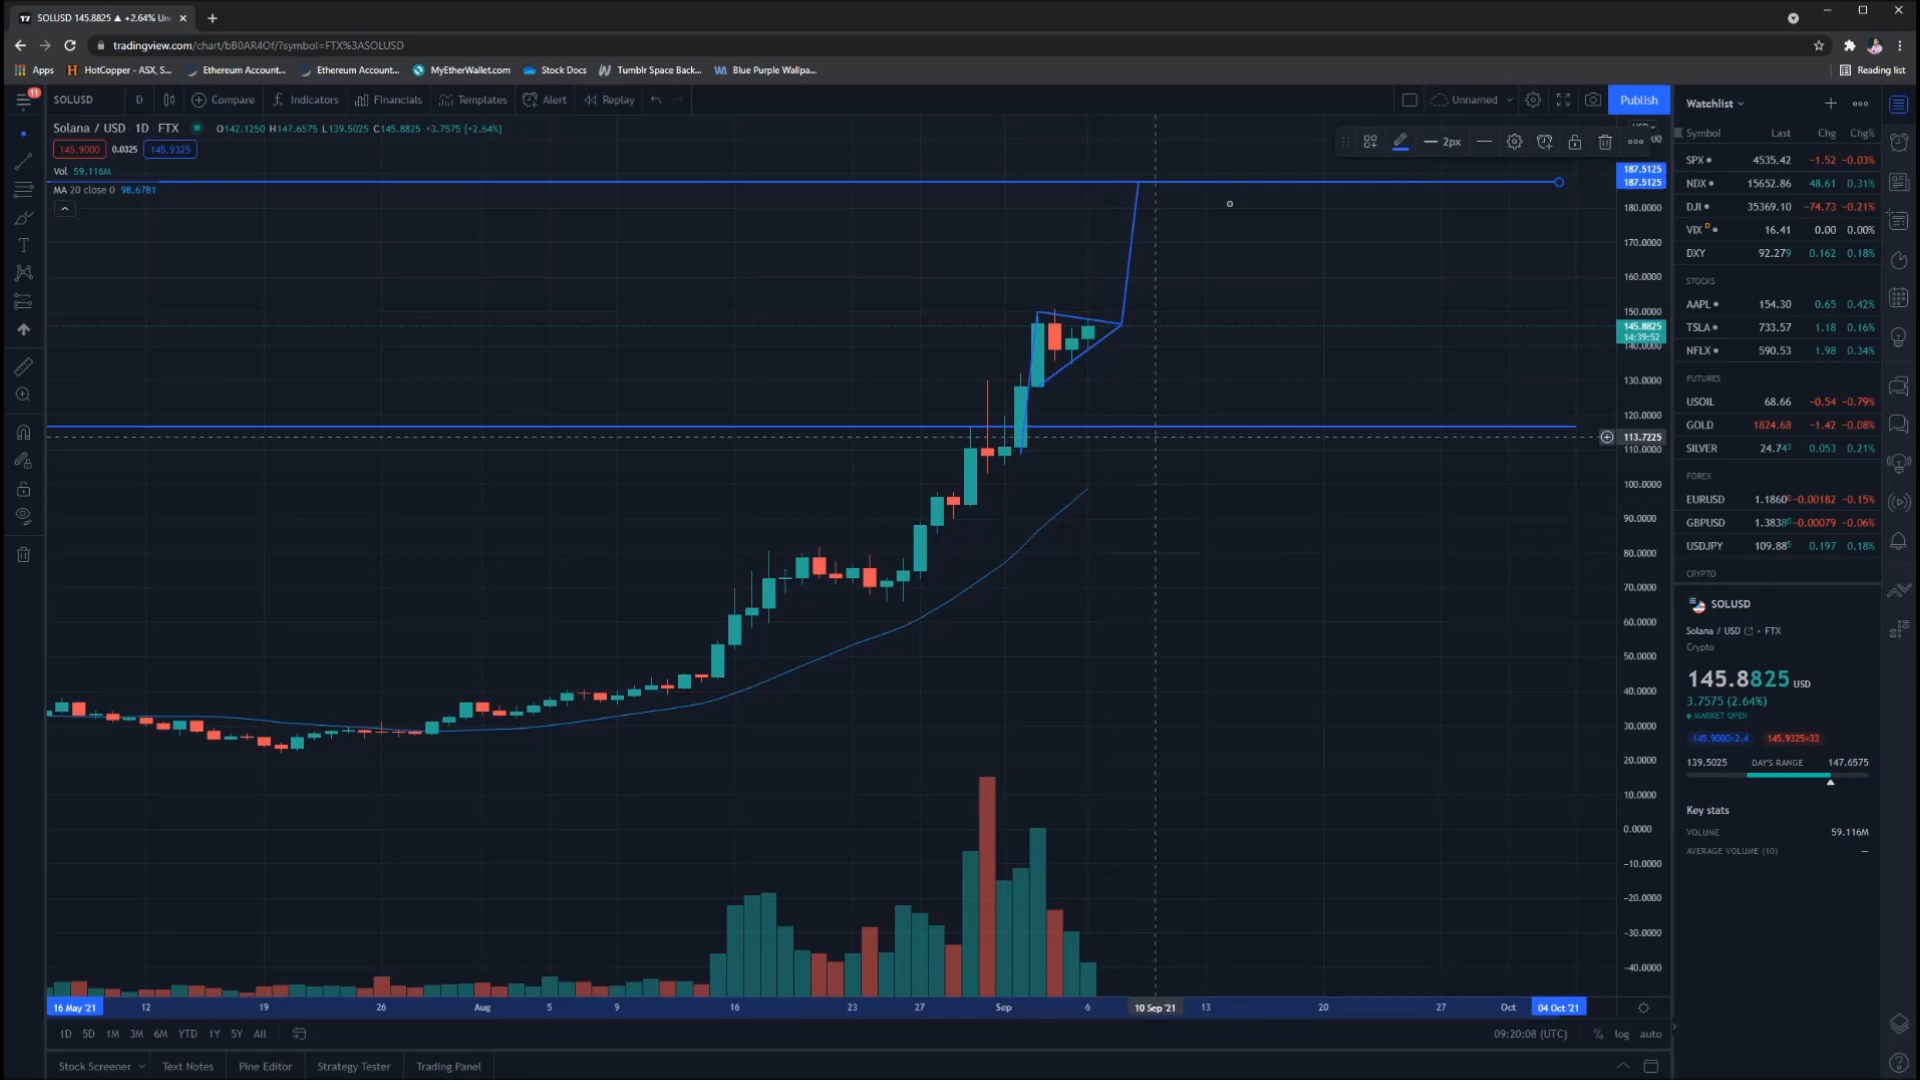 SOLUSD 145.8825 ▲ +2.64% Un
tradingview.com/chart/bB0AR4Of/?symbol=FTX%3ASOLUSD
Apps HotCopper - ASX, S... Ethereum Account... Ethereum Account... MyEtherWallet.com Stock Docs Tumblr Space Back... Blue Purple Wallpa... Reading list
11
SOLUSD D Compare Indicators Financials Templates Alert Replay Unnamed Publish
Solana / USD · 1D · FTX O142.1250 H147.6575 L139.5025 C145.8825 +3.7575 (+2.64%)
145.9000 0.0325 145.9325
Vol 59.116M
MA 20 close 0 98.6781
2px
187.5125
187.5125
180.0000
170.0000
160.0000
150.0000
145.8825
14:39:52
140.0000
130.0000
120.0000
113.7225
110.0000
100.0000
90.0000
80.0000
70.0000
60.0000
50.0000
40.0000
30.0000
20.0000
10.0000
0.0000
-10.0000
-20.0000
-30.0000
-40.0000
16 May '21 12 19 26 Aug 5 9 16 23 27 Sep 6 10 Sep '21 13 20 27 Oct 04 Oct '21
1D 5D 1M 3M 6M YTD 1Y 5Y All 09:20:08 (UTC) % log auto
Stock Screener Text Notes Pine Editor Strategy Tester Trading Panel
Watchlist
Symbol Last Chg Chg%
SPX 4535.42 -1.52 -0.03%
NDX 15652.86 48.61 0.31%
DJI 35369.10 -74.73 -0.21%
VIX D 16.41 0.00 0.00%
DXY 92.279 0.162 0.18%
STOCKS
AAPL 154.30 0.65 0.42%
TSLA 733.57 1.18 0.16%
NFLX 590.53 1.98 0.34%
FUTURES
USOIL 68.66 -0.54 -0.79%
GOLD 1824.68 -1.42 -0.08%
SILVER 24.743 0.053 0.21%
FOREX
EURUSD 1.1860 -0.00182 -0.15%
GBPUSD 1.3838 -0.00079 -0.06%
USDJPY 109.885 0.197 0.18%
CRYPTO
SOLUSD
Solana / USD · FTX
Crypto
145.8825 USD
3.7575 (2.64%)
MARKET OPEN
145.9000×2.4 145.9325×33
139.5025 DAY'S RANGE 147.6575
Key stats
VOLUME 59.116M
AVERAGE VOLUME (10) —